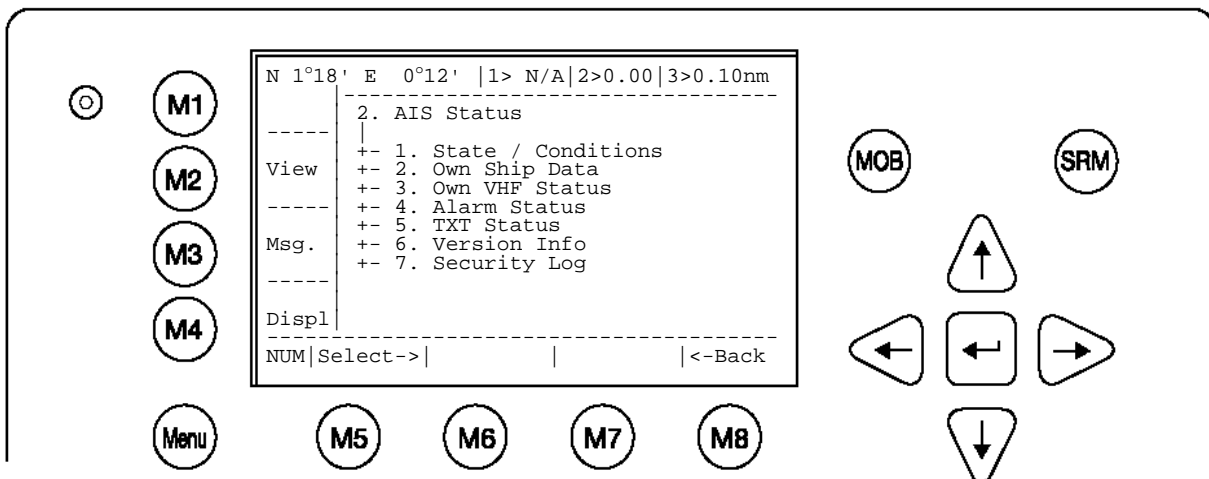 N 1°18' E 0°12' |1> N/A|2>0.00|3>0.10nm
2. AIS Status
+- 1. State / Conditions
View +- 2. Own Ship Data
+- 3. Own VHF Status
+- 4. Alarm Status
+- 5. TXT Status
Msg. +- 6. Version Info
+- 7. Security Log
Displ
NUM|Select->| | |<-Back
M1
M2
M3
M4
Menu
M5
M6
M7
M8
MOB
SRM